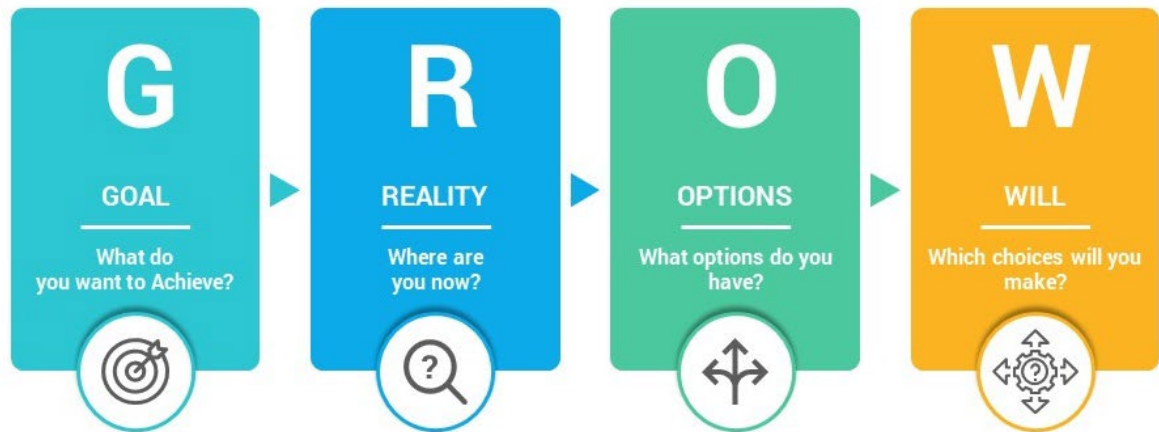 G
GOAL
What do
you want to Achieve?
?
R
REALITY
Where are
you now?
?
O
OPTIONS
What options do you
have?
W
WILL
Which choices will you
make?
?